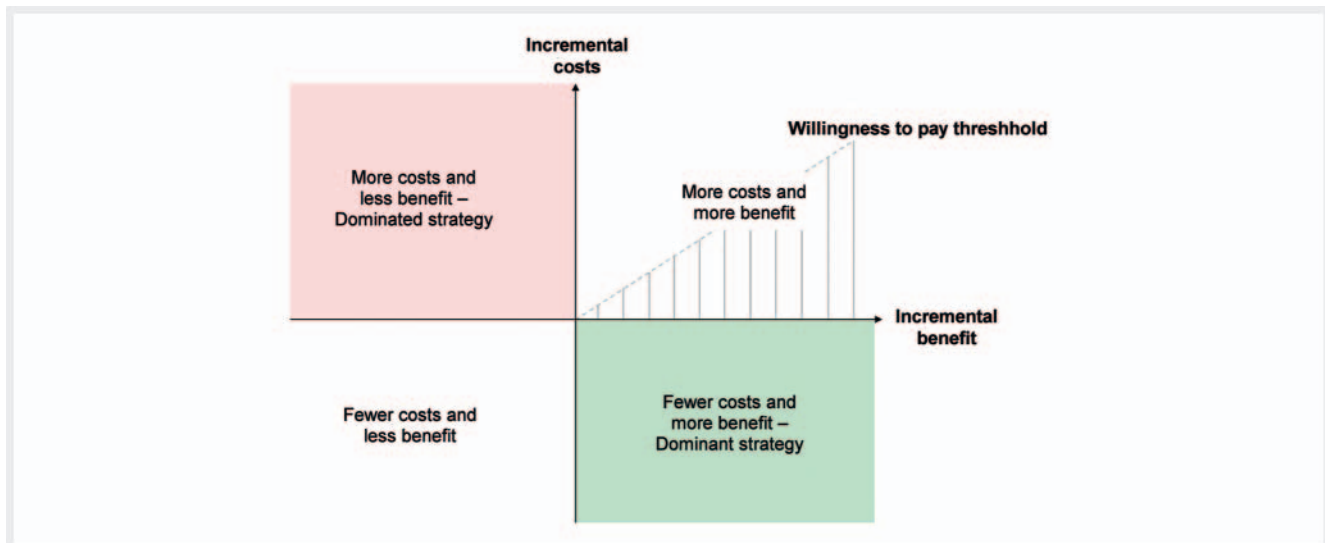 Incremental
costs
Willingness to pay threshhold
More costs and
less benefit –
Dominated strategy
More costs and
more benefit
Incremental
benefit
Fewer costs and
less benefit
Fewer costs and
more benefit –
Dominant strategy